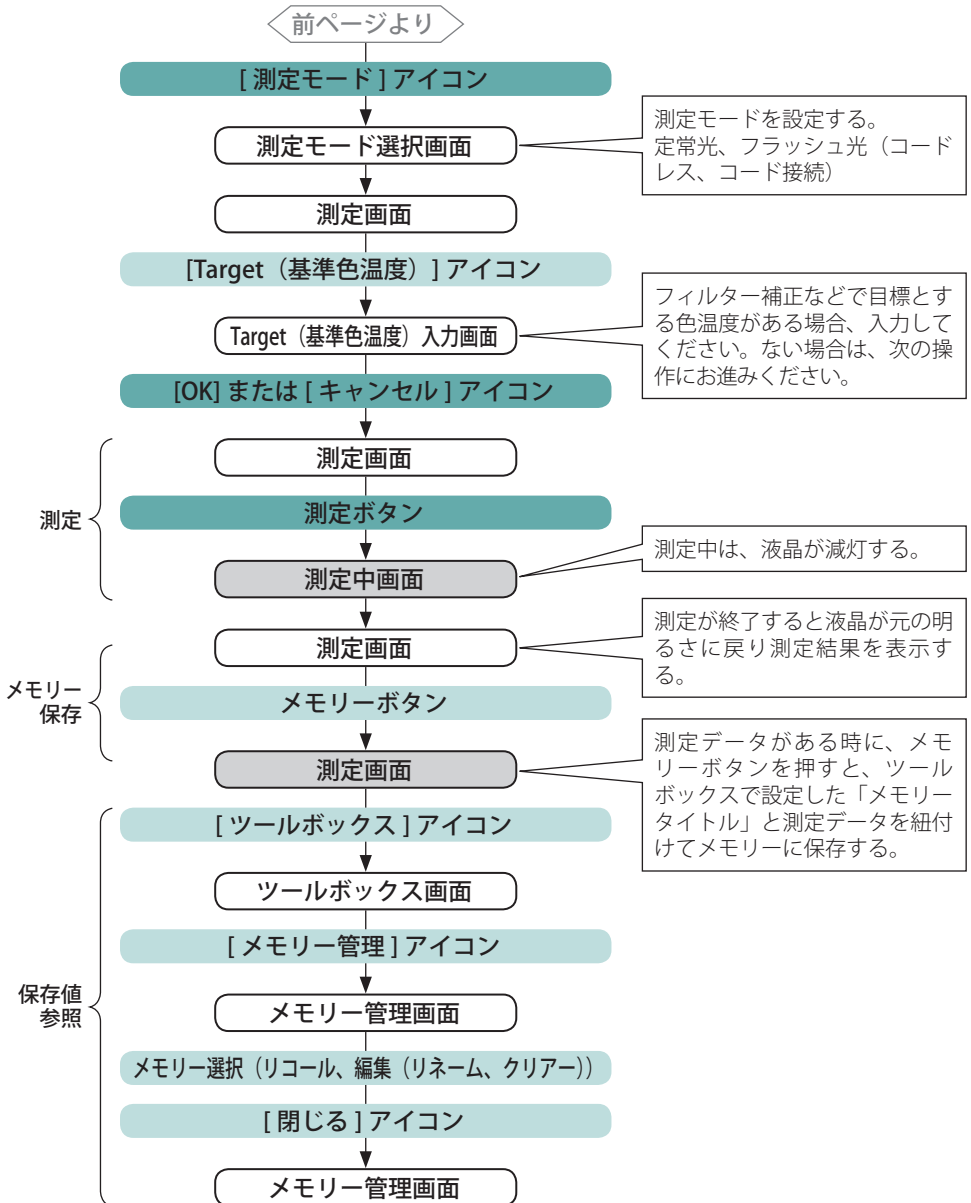 前ページより
[ 測定モード ] アイコン
測定モード選択画面
測定モードを設定する。
定常光、フラッシュ光（コード
レス、コード接続）
測定画面
[Target（基準色温度）] アイコン
Target（基準色温度）入力画面
フィルター補正などで目標とす
る色温度がある場合、入力して
ください。ない場合は、次の操
作にお進みください。
[OK] または [ キャンセル ] アイコン
測定
測定画面
測定ボタン
測定中画面
測定中は、液晶が減灯する。
メモリー
保存
測定画面
測定が終了すると液晶が元の明
るさに戻り測定結果を表示す
る。
メモリーボタン
測定画面
測定データがある時に、メモ
リーボタンを押すと、ツール
ボックスで設定した「メモリー
タイトル」と測定データを紐付
けてメモリーに保存する。
保存値
参照
[ ツールボックス ] アイコン
ツールボックス画面
[ メモリー管理 ] アイコン
メモリー管理画面
メモリー選択（リコール、編集（リネーム、クリアー））
[ 閉じる ] アイコン
メモリー管理画面